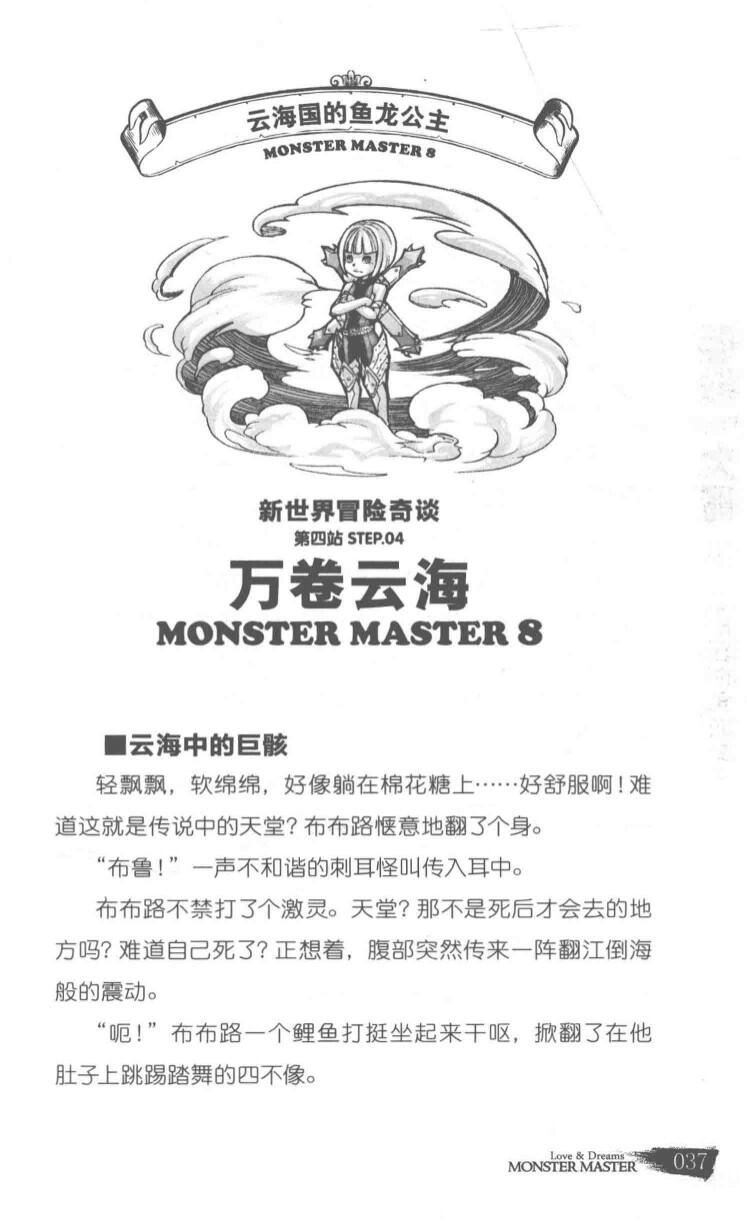 云海国的鱼龙公主
MONSTER MASTER 8
新世界冒险奇谈
第四站 STEP.04
万卷云海
MONSTER MASTER 8
■云海中的巨骸
轻飘飘，软绵绵，好像躺在棉花糖上……好舒服啊！难
道这就是传说中的天堂？布布路惬意地翻了个身。
“布鲁！”一声不和谐的刺耳怪叫传入耳中。
布布路不禁打了个激灵。天堂？那不是死后才会去的地
方吗？难道自己死了？正想着，腹部突然传来一阵翻江倒海
般的震动。
“呃！”布布路一个鲤鱼打挺坐起来干呕，掀翻了在他
肚子上跳踢踏舞的四不像。
Love & Dreams
MONSTER MASTER 037